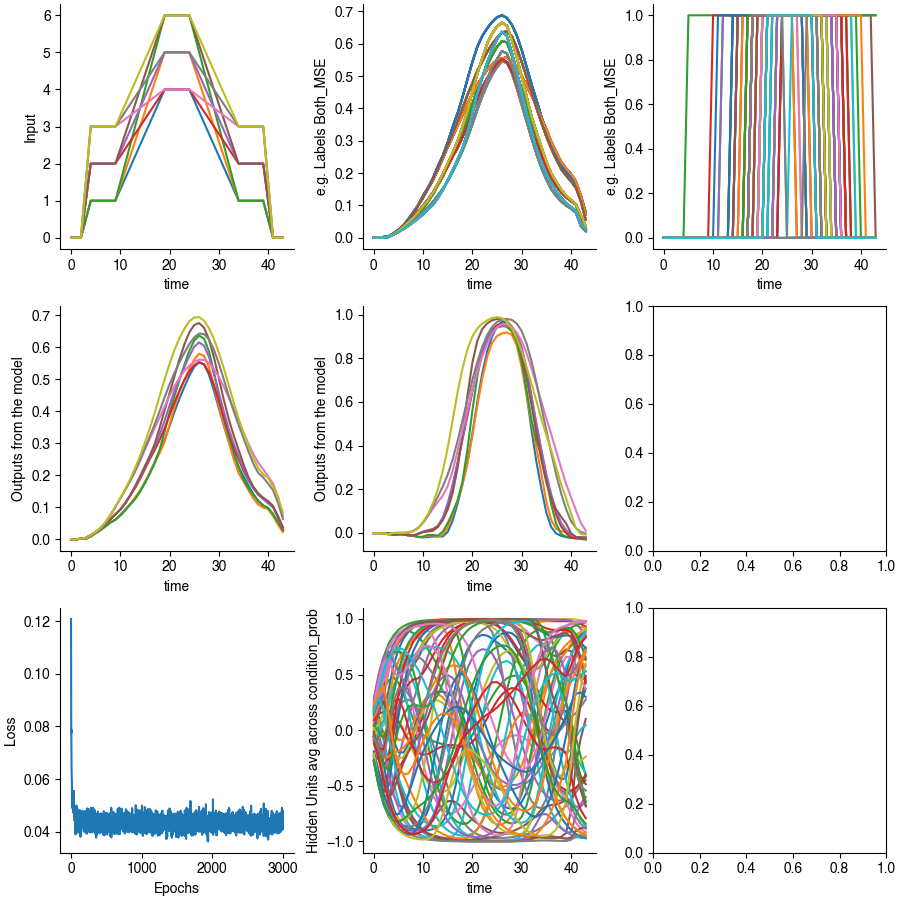 6
5
4
3
2
1
0
Input
0 10 20 30 40
time
0.7
0.6
0.5
0.4
0.3
0.2
0.1
0.0
e.g. Labels Both_MSE
0 10 20 30 40
time
1.0
0.8
0.6
0.4
0.2
0.0
e.g. Labels Both_MSE
0 10 20 30 40
time
0.7
0.6
0.5
0.4
0.3
0.2
0.1
0.0
Outputs from the model
0 10 20 30 40
time
1.0
0.8
0.6
0.4
0.2
0.0
Outputs from the model
0 10 20 30 40
time
1.0
0.8
0.6
0.4
0.2
0.0
0.0 0.2 0.4 0.6 0.8 1.0
0.12
0.10
0.08
0.06
0.04
Loss
0 1000 2000 3000
Epochs
1.0
0.5
0.0
−0.5
−1.0
Hidden Units avg across condition_prob
0 10 20 30 40
time
1.0
0.8
0.6
0.4
0.2
0.0
0.0 0.2 0.4 0.6 0.8 1.0